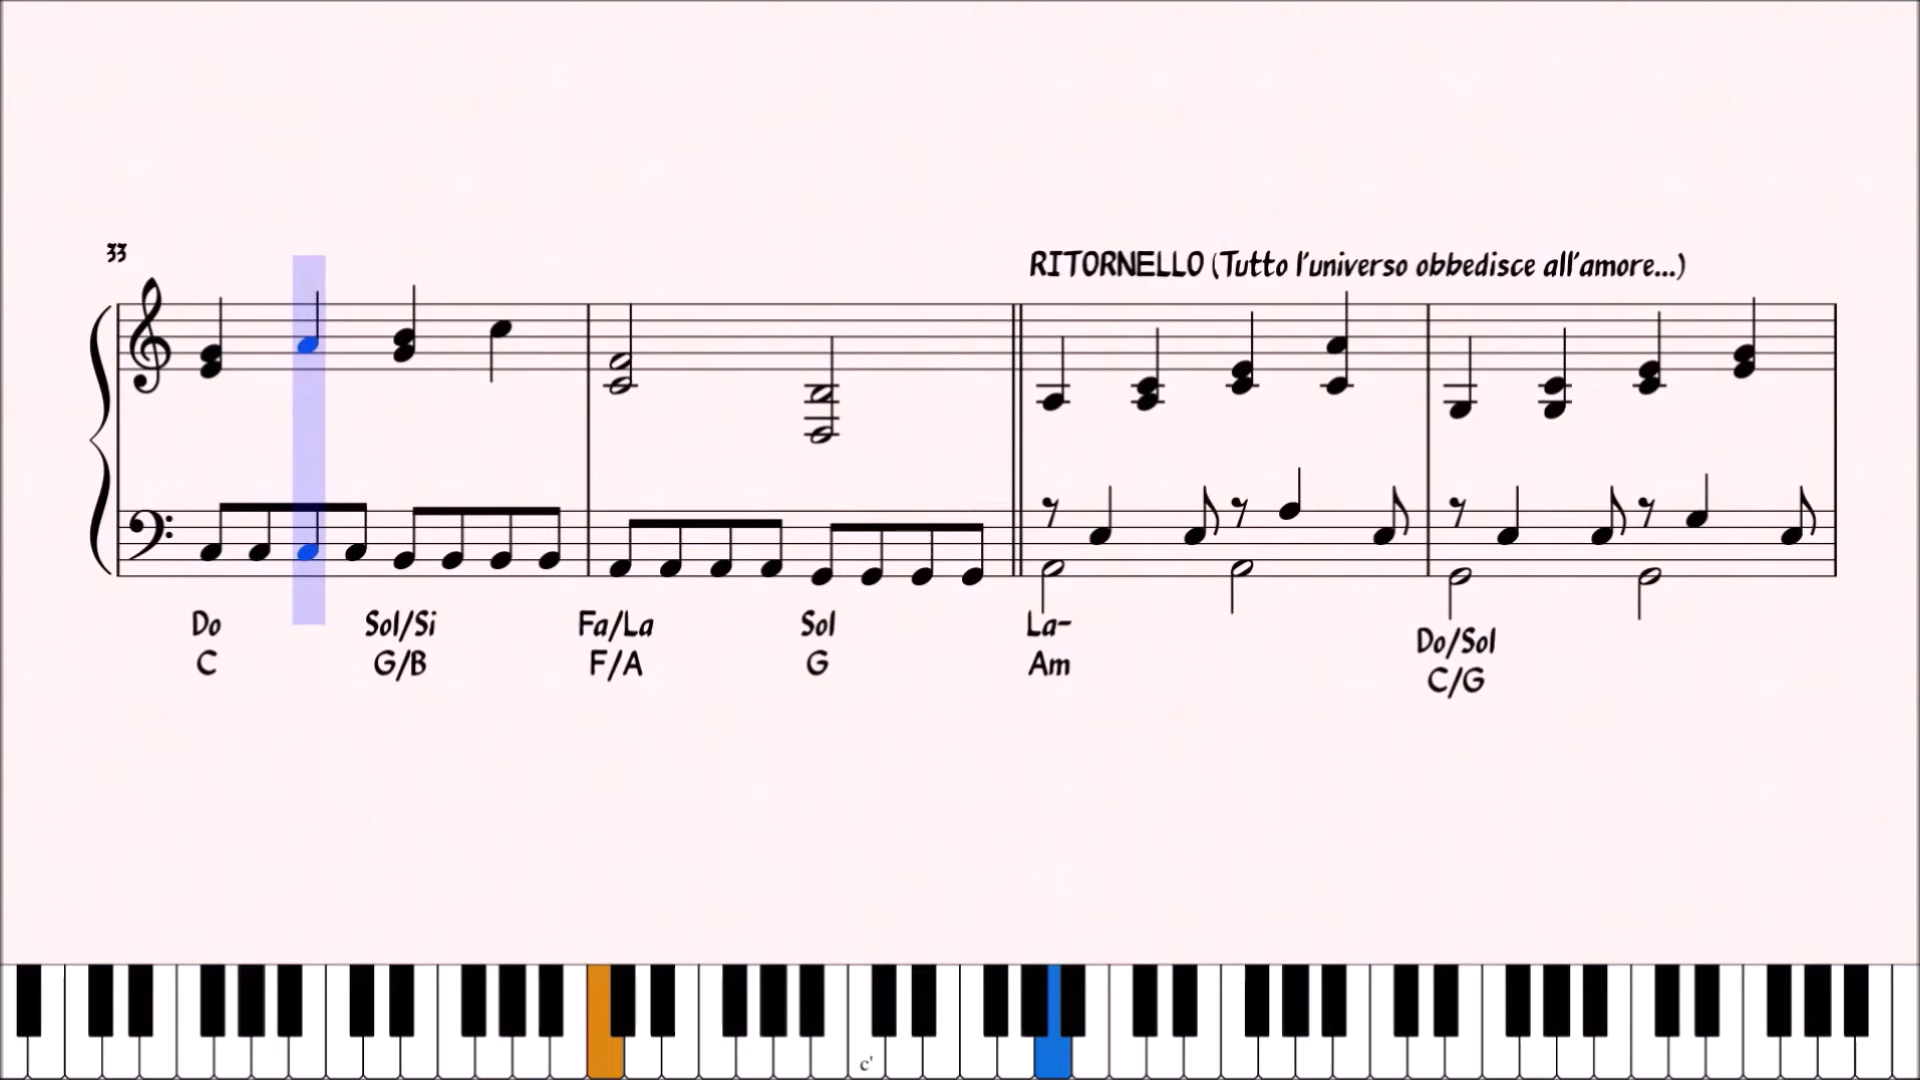 33
RITORNELLO (Tutto l'universo obbedisce all'amore...)
Do Sol/Si Fa/La Sol La- Do/Sol
C G/B F/A G Am C/G
c'